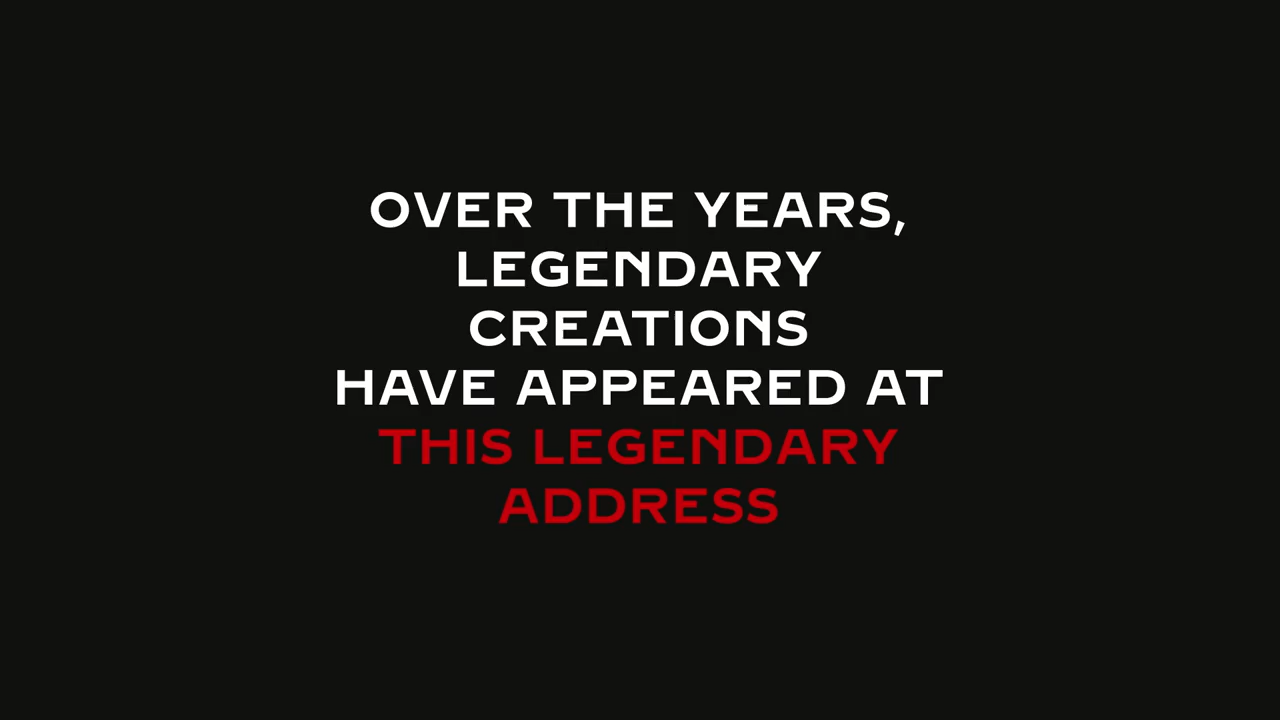 OVER THE YEARS,
LEGENDARY
CREATIONS
HAVE APPEARED AT
THIS LEGENDARY
ADDRESS